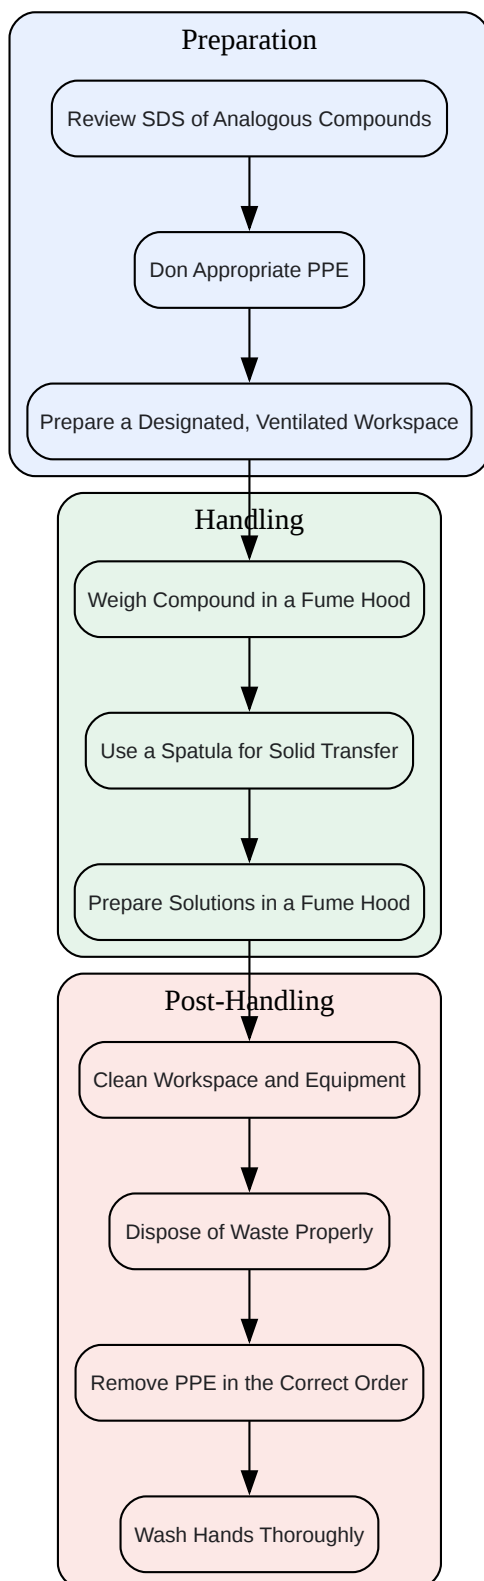 Preparation
Review SDS of Analogous Compounds
Don Appropriate PPE
Prepare a Designated, Ventilated Workspace
Handling
Weigh Compound in a Fume Hood
Use a Spatula for Solid Transfer
Prepare Solutions in a Fume Hood
Post-Handling
Clean Workspace and Equipment
Dispose of Waste Properly
Remove PPE in the Correct Order
Wash Hands Thoroughly